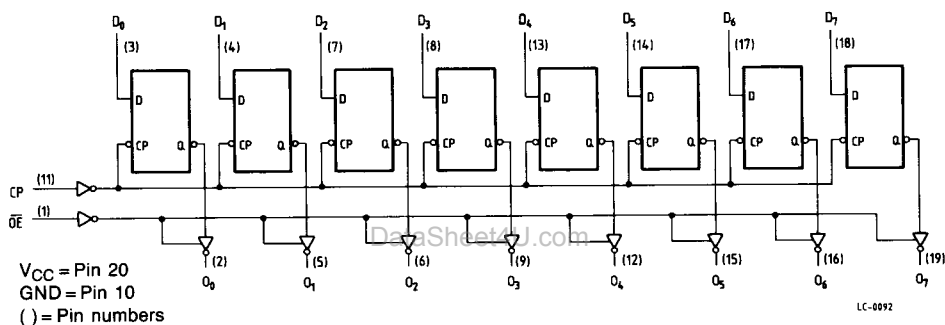 D0 D1 D2 D3 D4 D5 D6 D7
(3) (4) (7) (8) (13) (14) (17) (18)
D D D D D D D D
CP Q CP Q CP Q CP Q CP Q CP Q CP Q CP Q
CP (11)
O̅E̅ (1)
DataSheet4U.com
(2) (5) (6) (9) (12) (15) (16) (19)
O0 O1 O2 O3 O4 O5 O6 O7
VCC = Pin 20
GND = Pin 10
( ) = Pin numbers
LC-0092